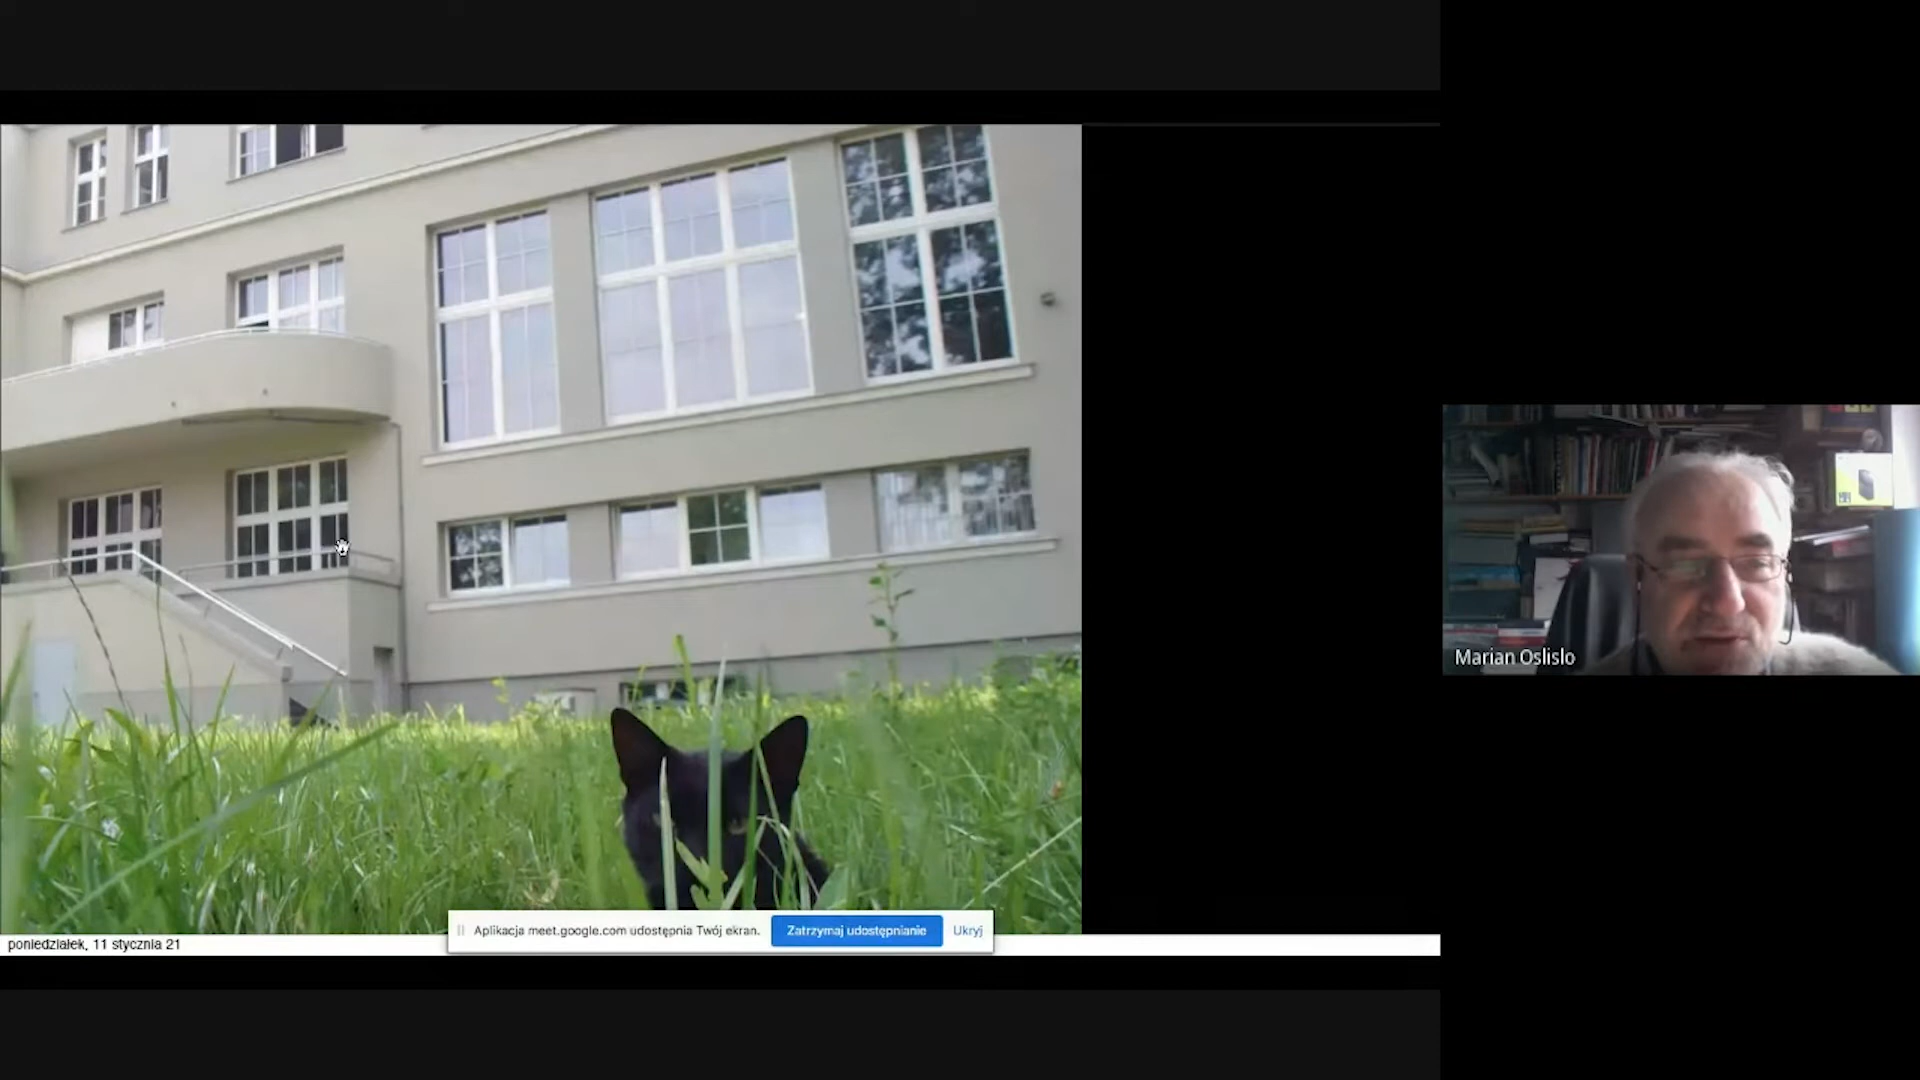 Marian Oslislo
Aplikacja meet.google.com udostępnia Twój ekran. Zatrzymaj udostępnianie Ukryj
poniedziałek, 11 stycznia 21